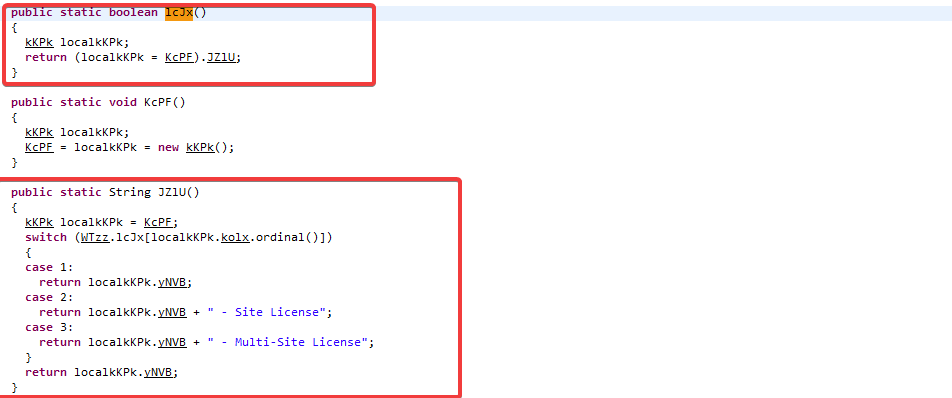 public static boolean lcJx()
{
kKPk localkKPk;
return (localkKPk = KcPF).JZlU;
}
public static void KcPF()
{
kKPk localkKPk;
KcPF = localkKPk = new kKPk();
}
public static String JZlU()
{
kKPk localkKPk = KcPF;
switch (WTzz.lcJx[localkKPk.kolx.ordinal()])
{
case 1:
return localkKPk.yNVB;
case 2:
return localkKPk.yNVB + " - Site License";
case 3:
return localkKPk.yNVB + " - Multi-Site License";
}
return localkKPk.yNVB;
}